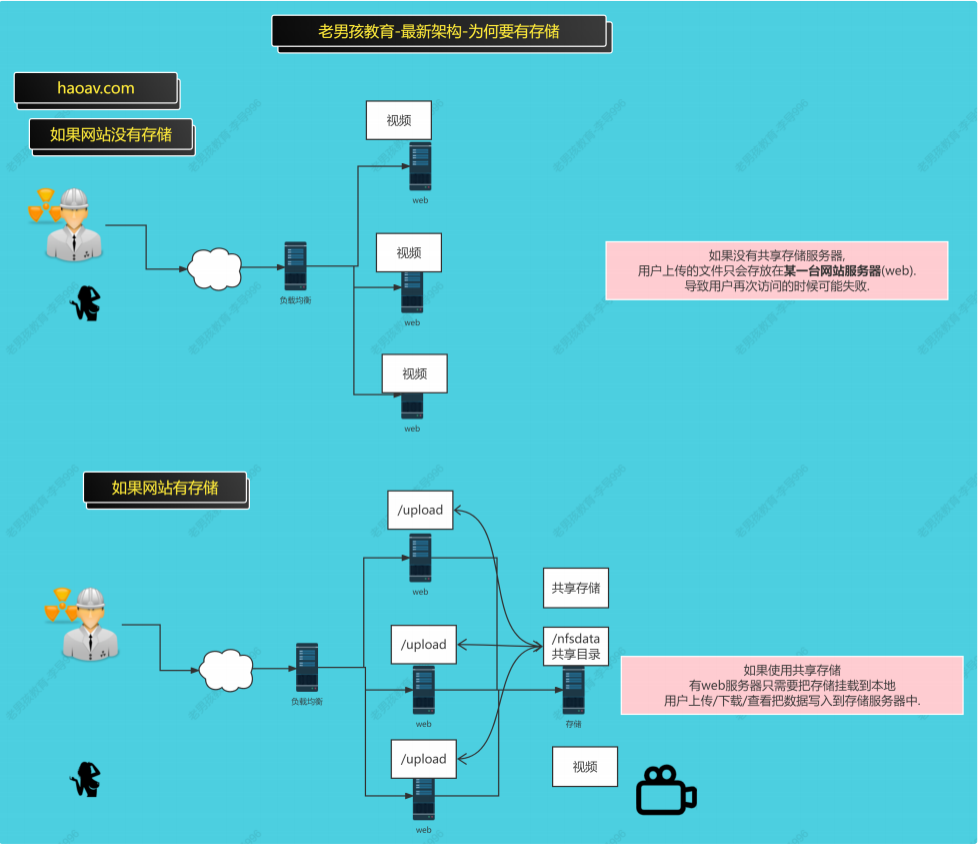 老男孩教育-最新架构-为何要有存储
haoav.com
如果网站没有存储
视频
web
视频
web
视频
web
负载均衡
如果没有共享存储服务器,
用户上传的文件只会存放在某一台网站服务器(web).
导致用户再次访问的时候可能失败.
如果网站有存储
/upload
web
/upload
web
/upload
web
负载均衡
共享存储
/nfsdata
共享目录
存储
视频
如果使用共享存储
有web服务器只需要把存储挂载到本地
用户上传/下载/查看把数据写入到存储服务器中.